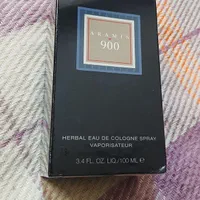 ARAMIS
900
HERBAL EAU DE COLOGNE SPRAY
VAPORISATEUR
3.4 FL. OZ. LIQ./100 ML ℮